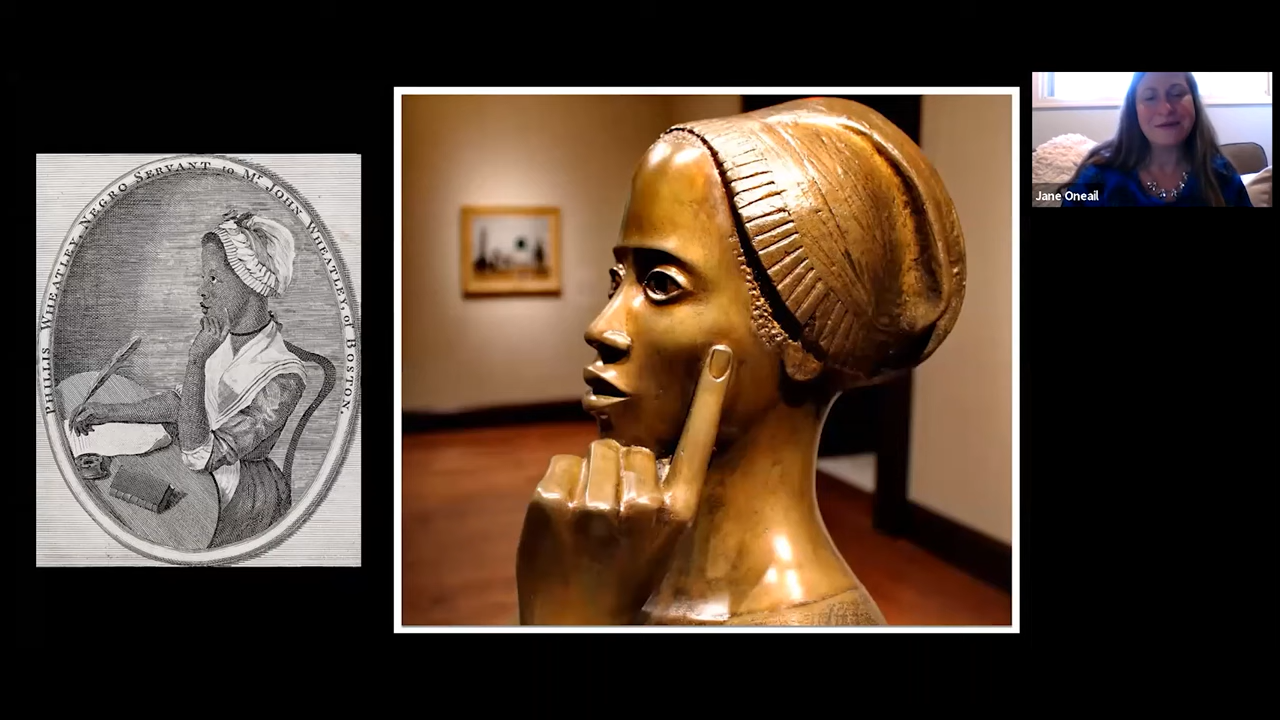 PHILLIS WHEATLEY, NEGRO SERVANT to Mr. JOHN WHEATLEY, of BOSTON.
Jane Oneail